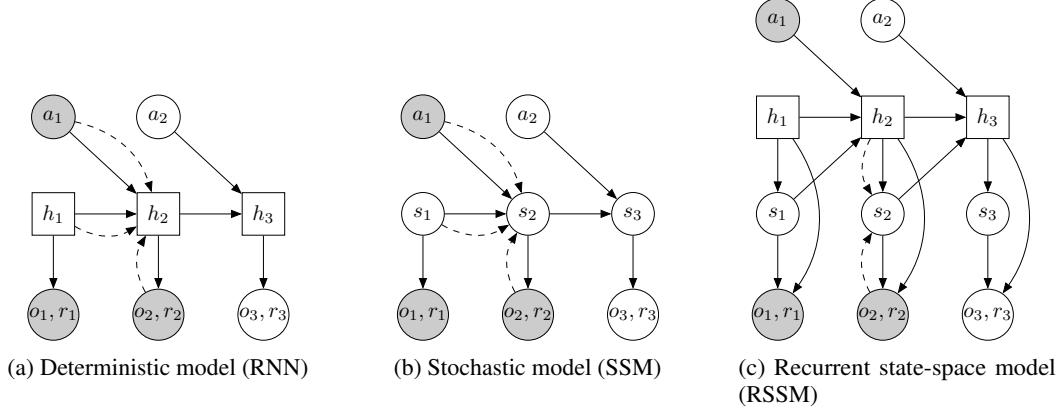 a1 a2
h1 h2 h3
o1, r1 o2, r2 o3, r3
(a) Deterministic model (RNN)
a1 a2
s1 s2 s3
o1, r1 o2, r2 o3, r3
(b) Stochastic model (SSM)
a1 a2
h1 h2 h3
s1 s2 s3
o1, r1 o2, r2 o3, r3
(c) Recurrent state-space model
(RSSM)